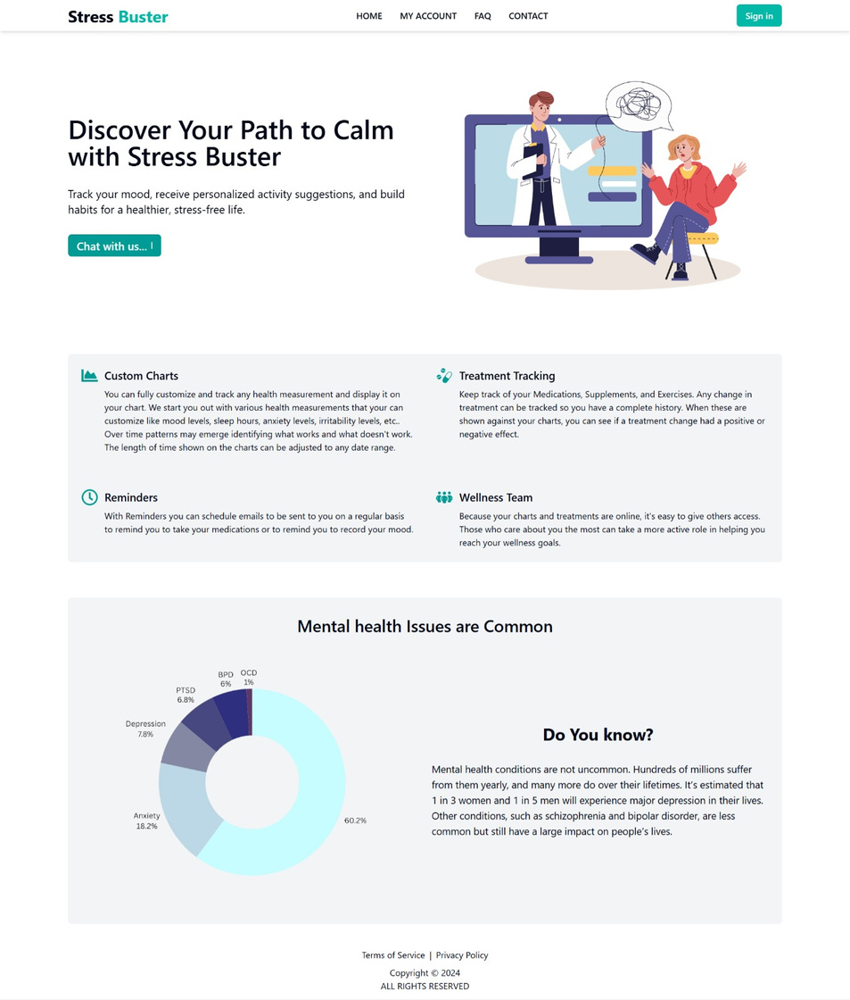 Stress Buster
HOME
MY ACCOUNT
FAQ
CONTACT
Sign in
Discover Your Path to Calm
with Stress Buster
Track your mood, receive personalized activity suggestions, and build
habits for a healthier, stress-free life.
Chat with us... |
Custom Charts
You can fully customize and track any health measurement and display it on
your chart. We start you out with various health measurements that your can
customize like mood levels, sleep hours, anxiety levels, irritability levels, etc..
Over time patterns may emerge identifying what works and what doesn't work.
The length of time shown on the charts can be adjusted to any date range.
Treatment Tracking
Keep track of your Medications, Supplements, and Exercises. Any change in
treatment can be tracked so you have a complete history. When these are
shown against your charts, you can see if a treatment change had a positive or
negative effect.
Reminders
With Reminders you can schedule emails to be sent to you on a regular basis
to remind you to take your medications or to remind you to record your mood.
Wellness Team
Because your charts and treatments are online, it's easy to give others access.
Those who care about you the most can take a more active role in helping you
reach your wellness goals.
Mental health Issues are Common
OCD
1%
BPD
6%
PTSD
6.8%
Depression
7.8%
Anxiety
18.2%
60.2%
Do You know?
Mental health conditions are not uncommon. Hundreds of millions suffer
from them yearly, and many more do over their lifetimes. It's estimated that
1 in 3 women and 1 in 5 men will experience major depression in their lives.
Other conditions, such as schizophrenia and bipolar disorder, are less
common but still have a large impact on people's lives.
Terms of Service | Privacy Policy
Copyright © 2024
ALL RIGHTS RESERVED